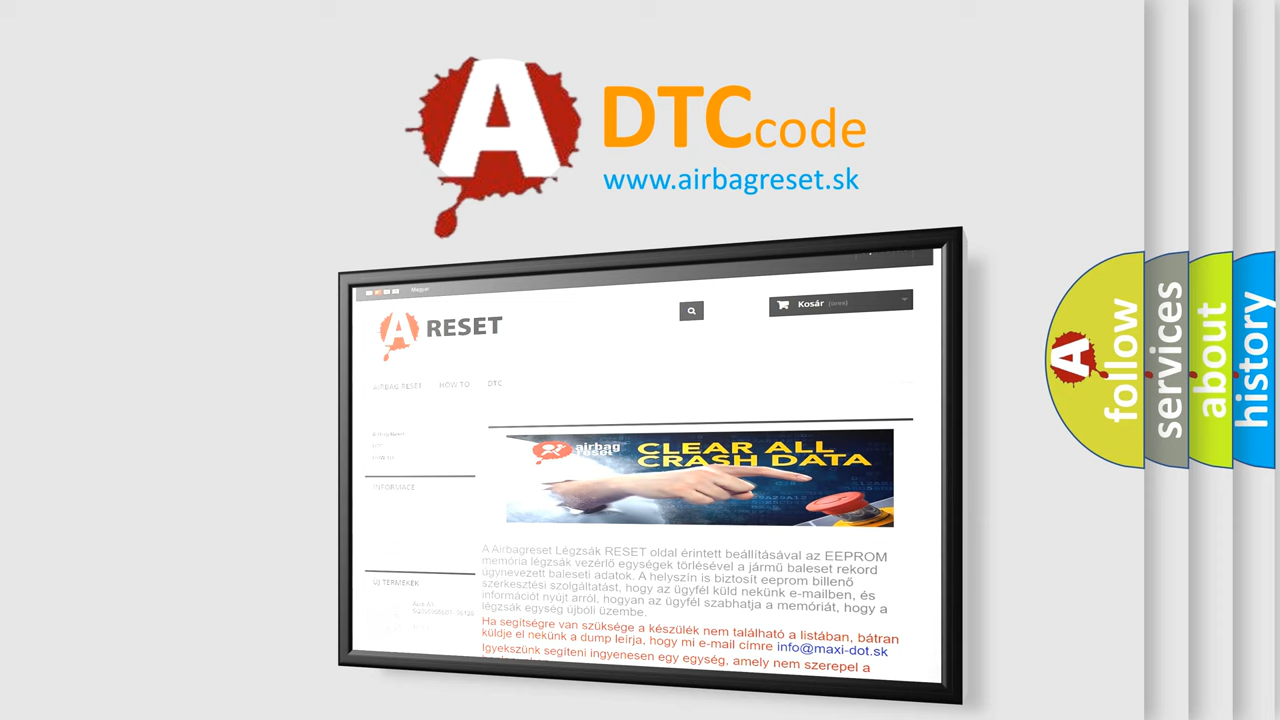 A DTCcode
www.airbagreset.sk
Magyar
A RESET
Kosár (üres)
AIRBAG RESET HOW TO DTC
HOW TO
INFORMACE
airbag
reset
CLEAR ALL
CRASH DATA
A Airbagreset Légzsák RESET oldal érintett beállításával az EEPROM
memória légzsák vezérlő egységek törlésével a jármű baleset rekord
úgynevezett baleseti adatok. A helyszín is biztosít eeprom billenő
szerkesztési szolgáltatást, hogy az ügyfél küld nekünk e-mailben, és
információt nyújt arról, hogyan az ügyfél szabhatja a memóriát, hogy a
légzsák egység újbóli üzembe.
Ha segítségre van szüksége a készülék nem található a listában, bátran
küldje el nekünk a dump leírja, hogy mi e-mail címre info@maxi-dot.sk
Igyekszünk segíteni ingyenesen egy egység, amely nem szerepel a
ÚJ TERMÉKEK
A follow
services
about
history